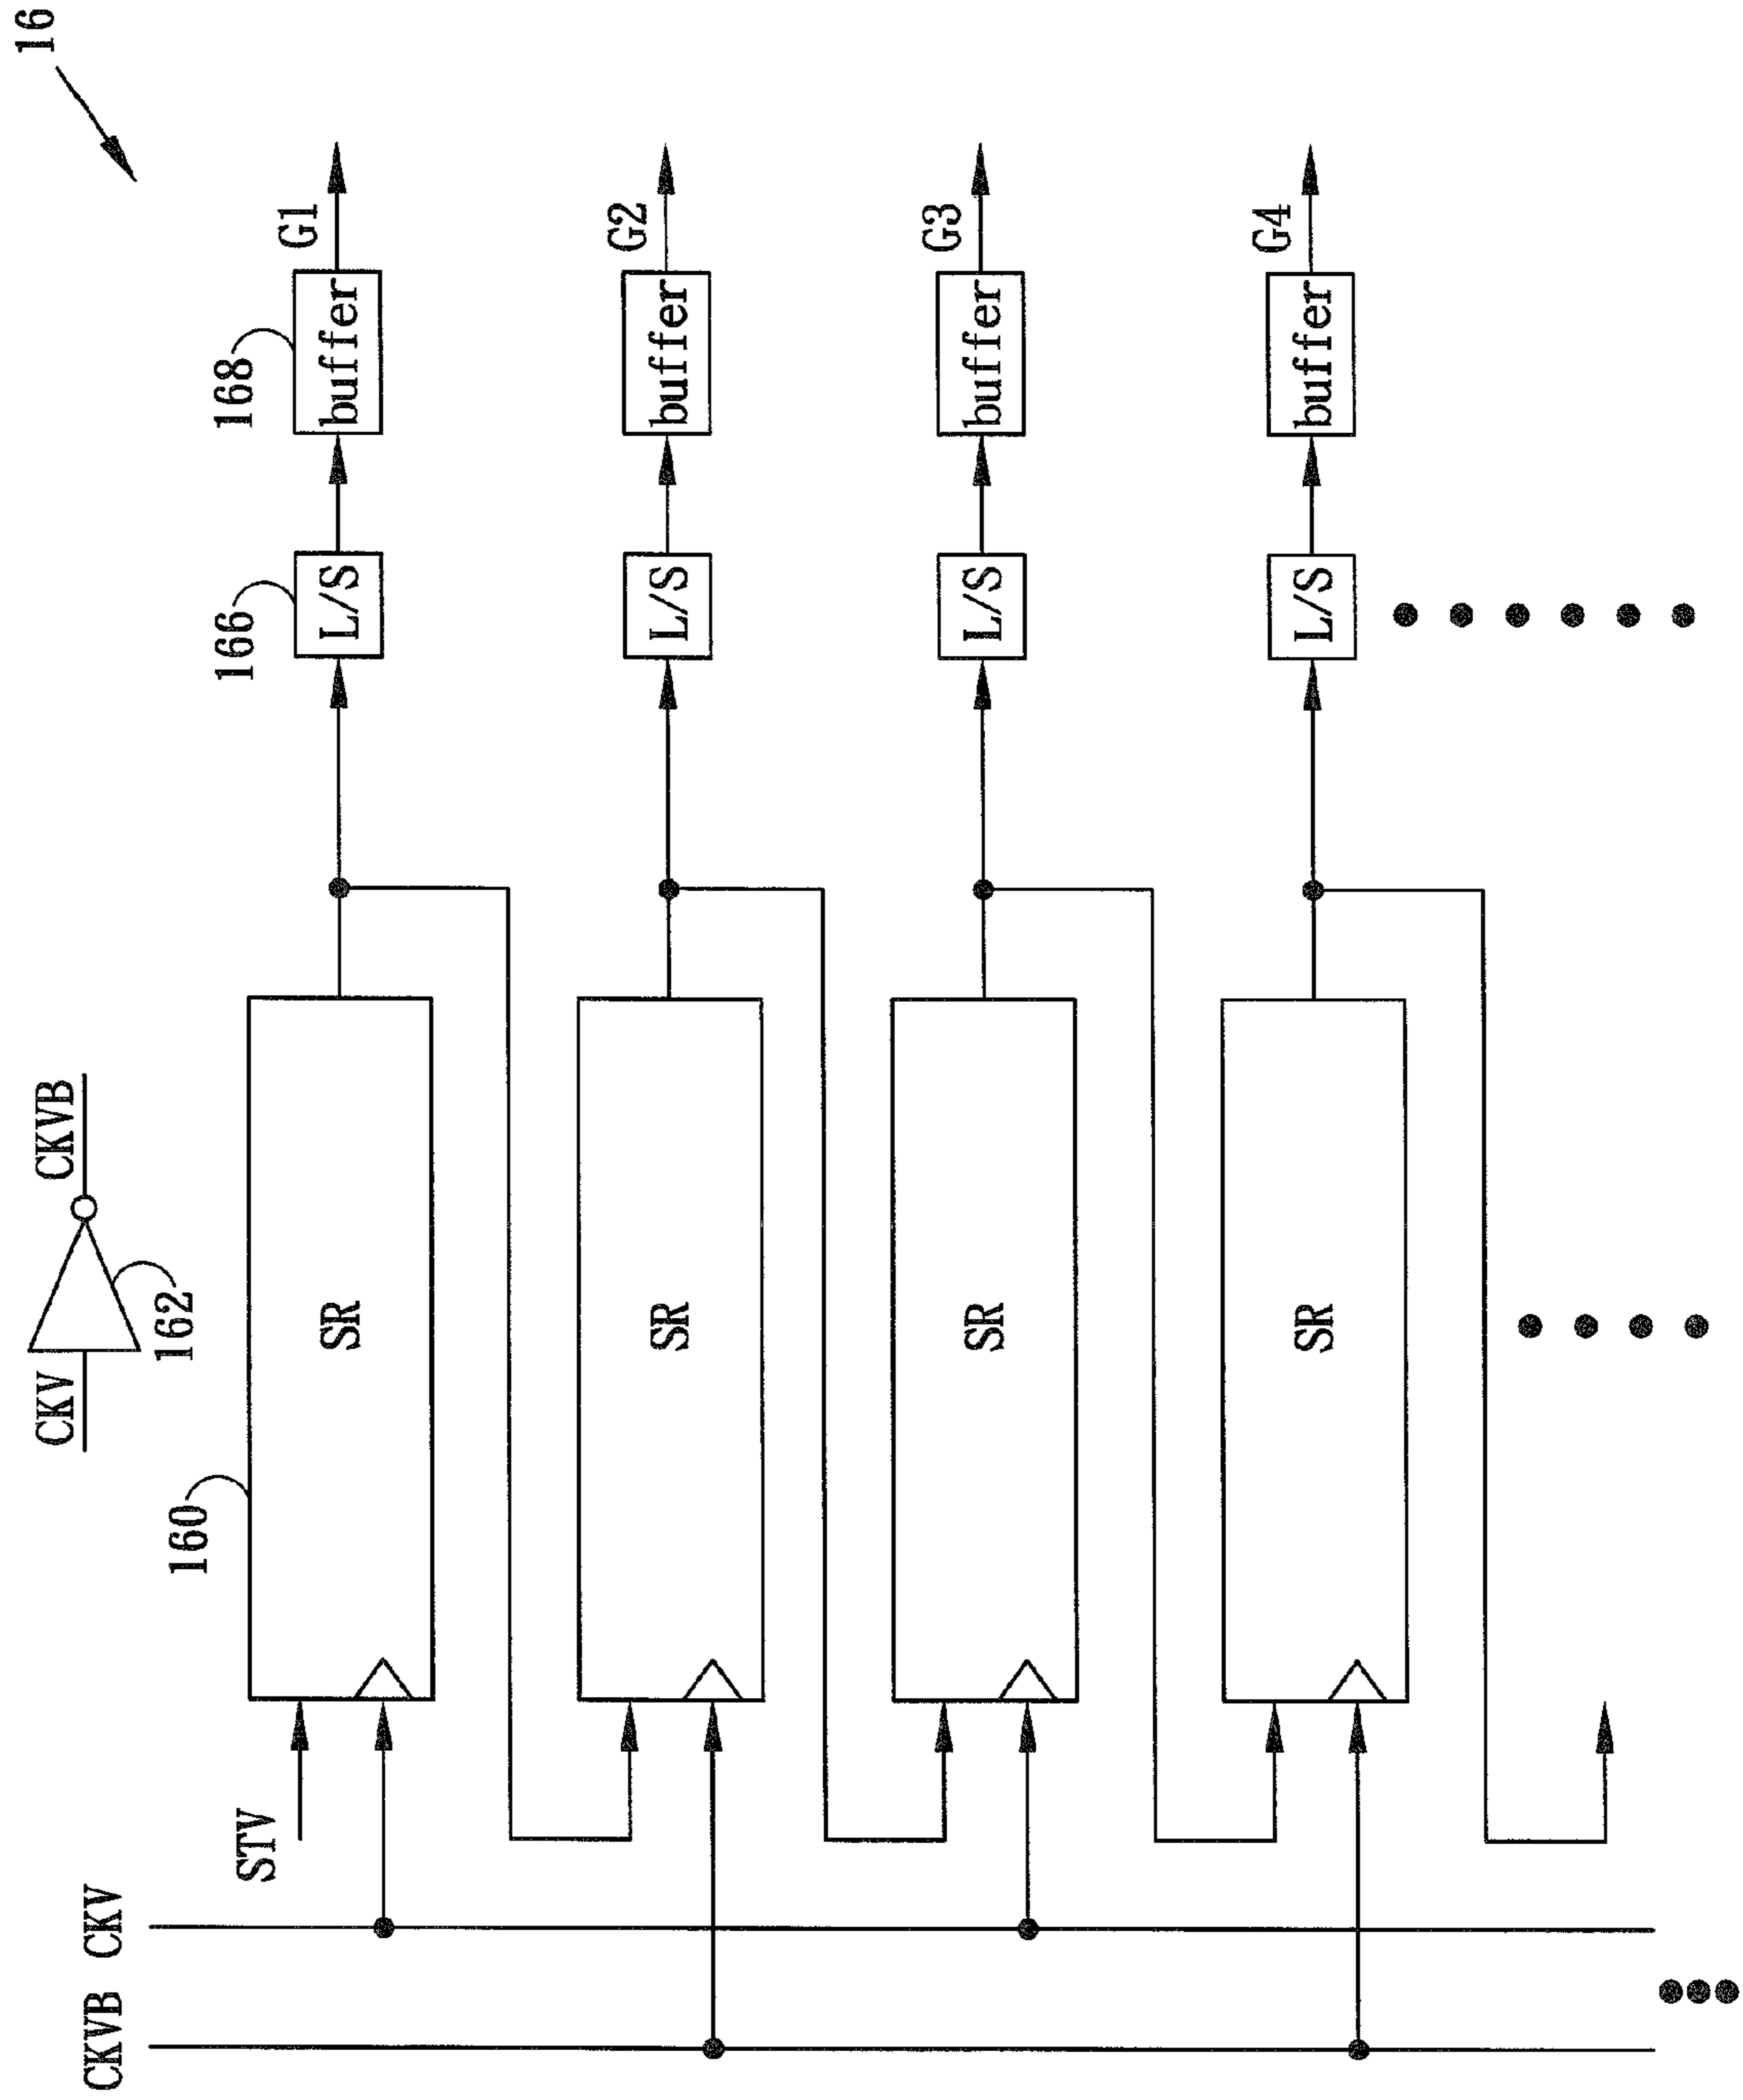 16
CKV
CKVB
162
160
166
168
STV
SR
L/S
buffer
G1
SR
L/S
buffer
G2
SR
L/S
buffer
G3
SR
L/S
buffer
G4
CKV
CKVB